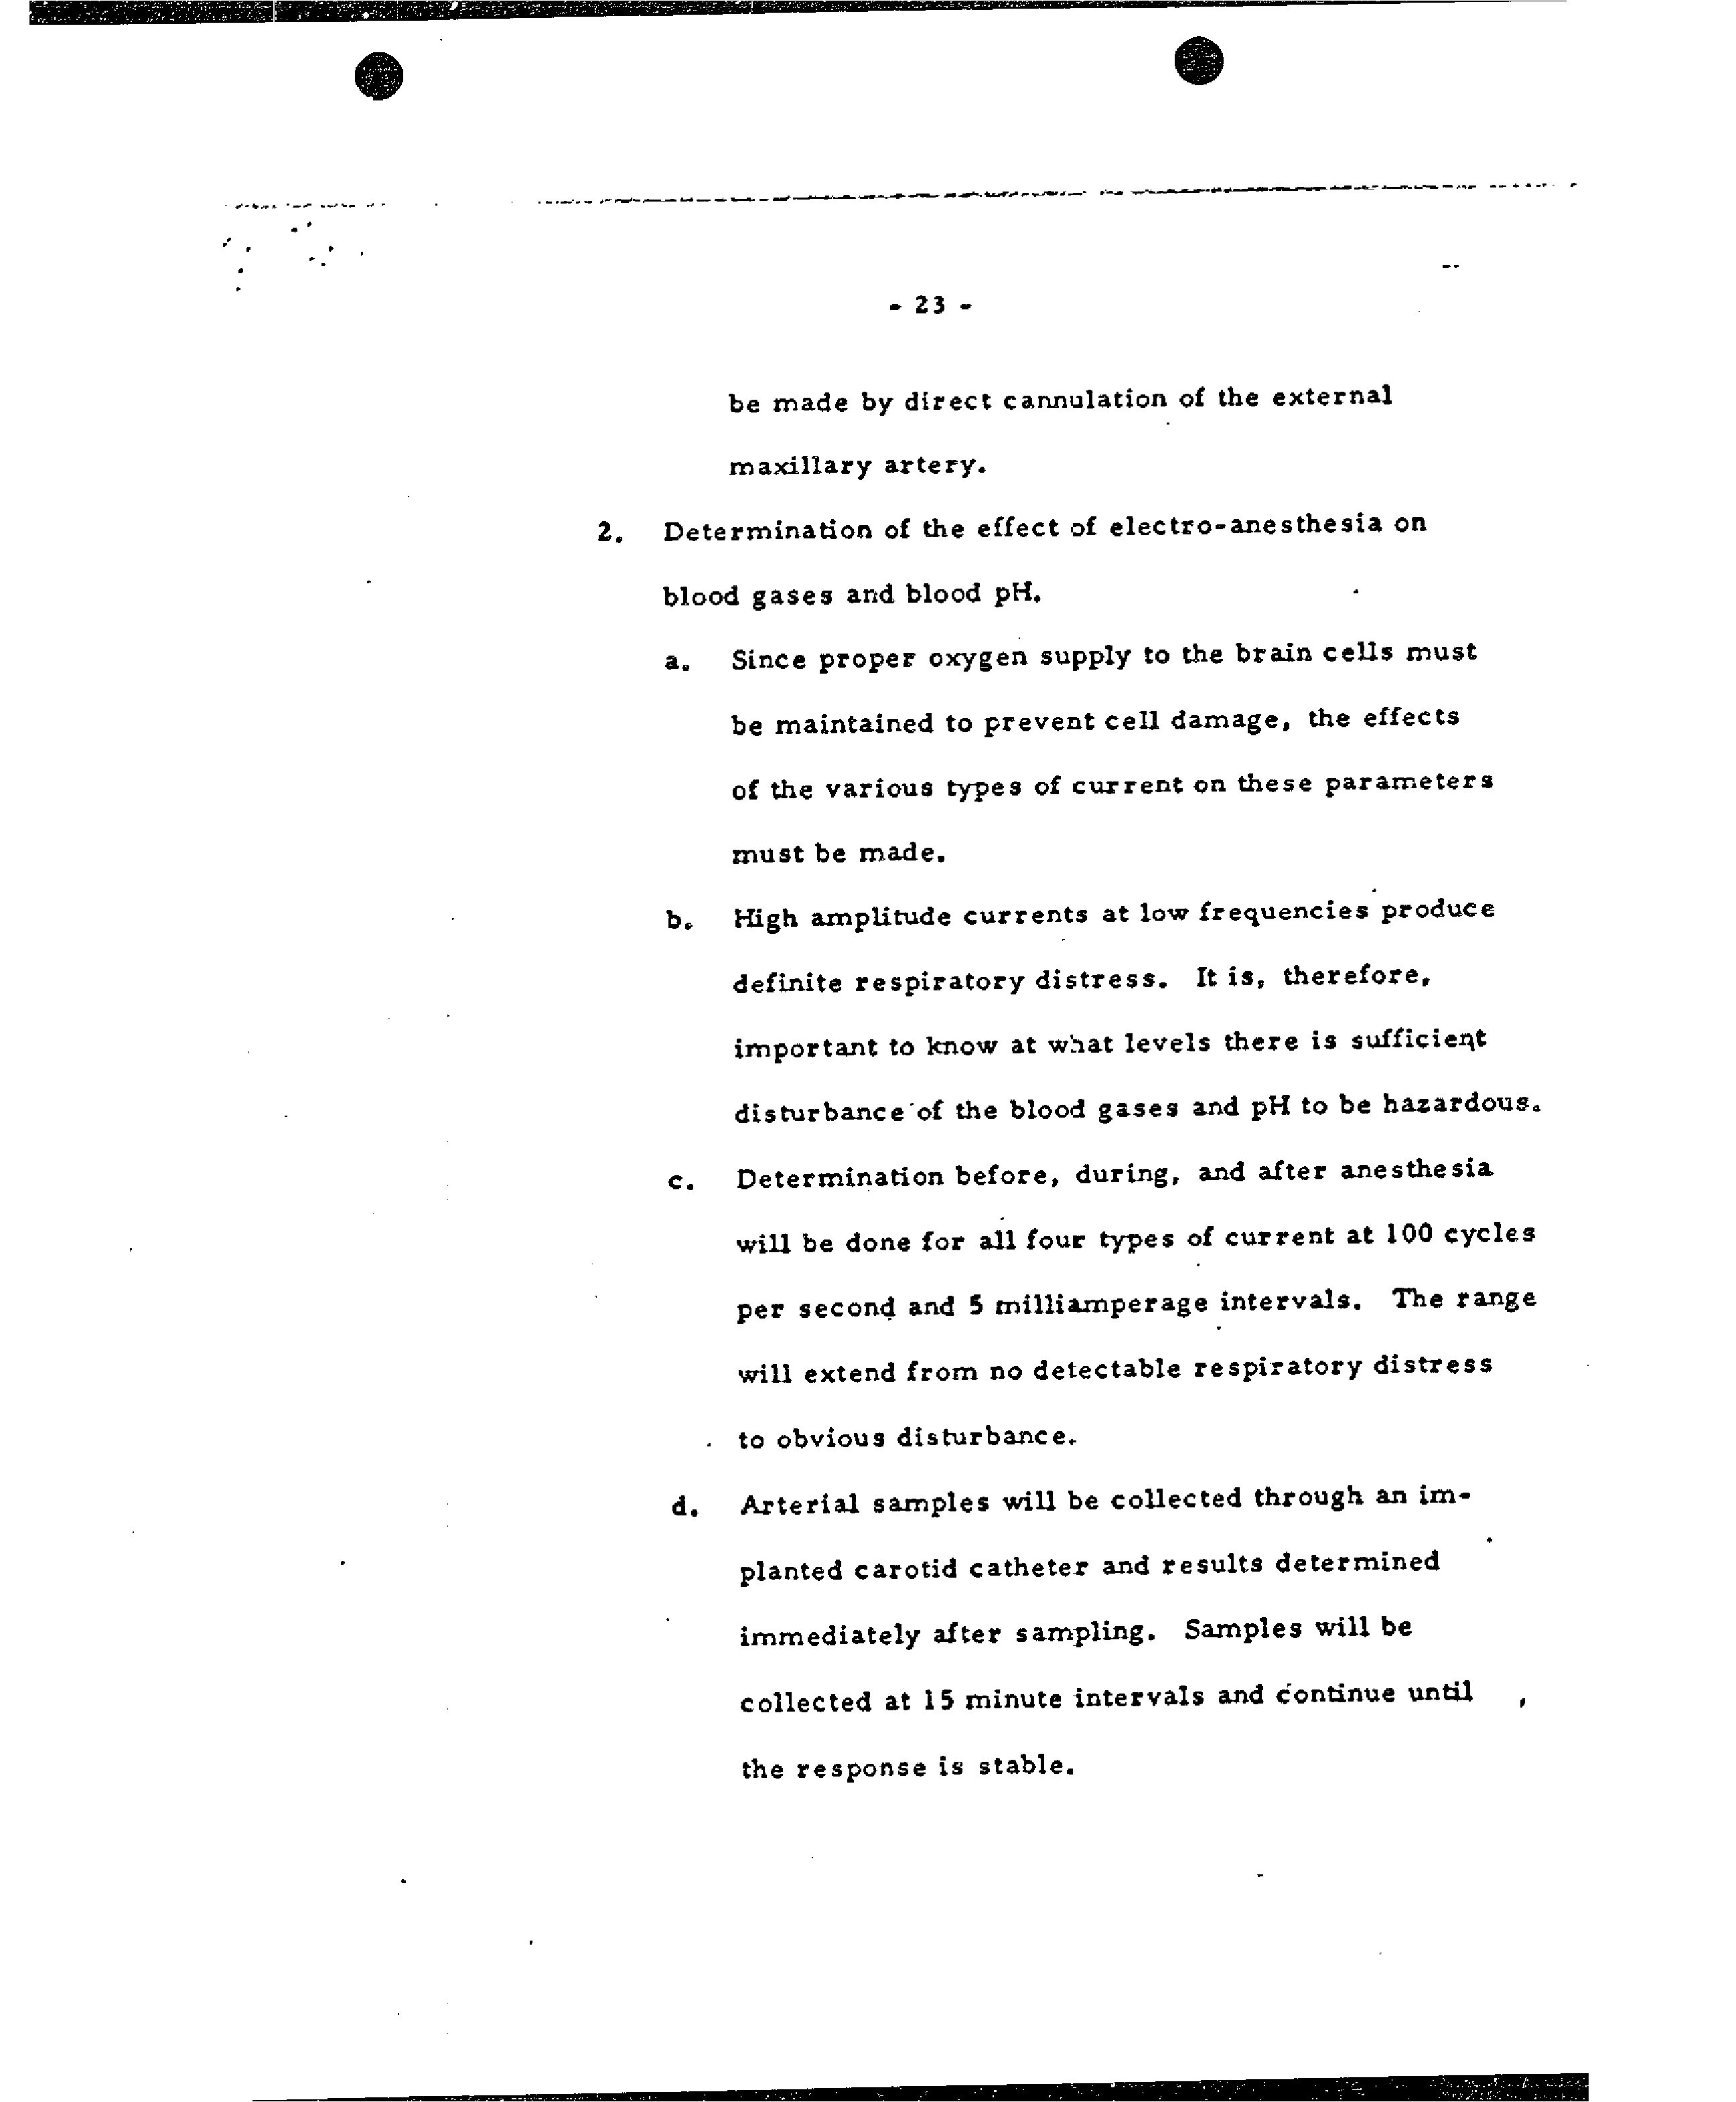 - 23 -
be made by direct cannulation of the external
maxillary artery.
2. Determination of the effect of electro-anesthesia on
blood gases and blood pH.
a. Since proper oxygen supply to the brain cells must
be maintained to prevent cell damage, the effects
of the various types of current on these parameters
must be made.
b. High amplitude currents at low frequencies produce
definite respiratory distress. It is, therefore,
important to know at what levels there is sufficient
disturbance of the blood gases and pH to be hazardous.
c. Determination before, during, and after anesthesia
will be done for all four types of current at 100 cycles
per second and 5 milliamperage intervals. The range
will extend from no detectable respiratory distress
to obvious disturbance.
d. Arterial samples will be collected through an im-
planted carotid catheter and results determined
immediately after sampling. Samples will be
collected at 15 minute intervals and continue until
the response is stable.